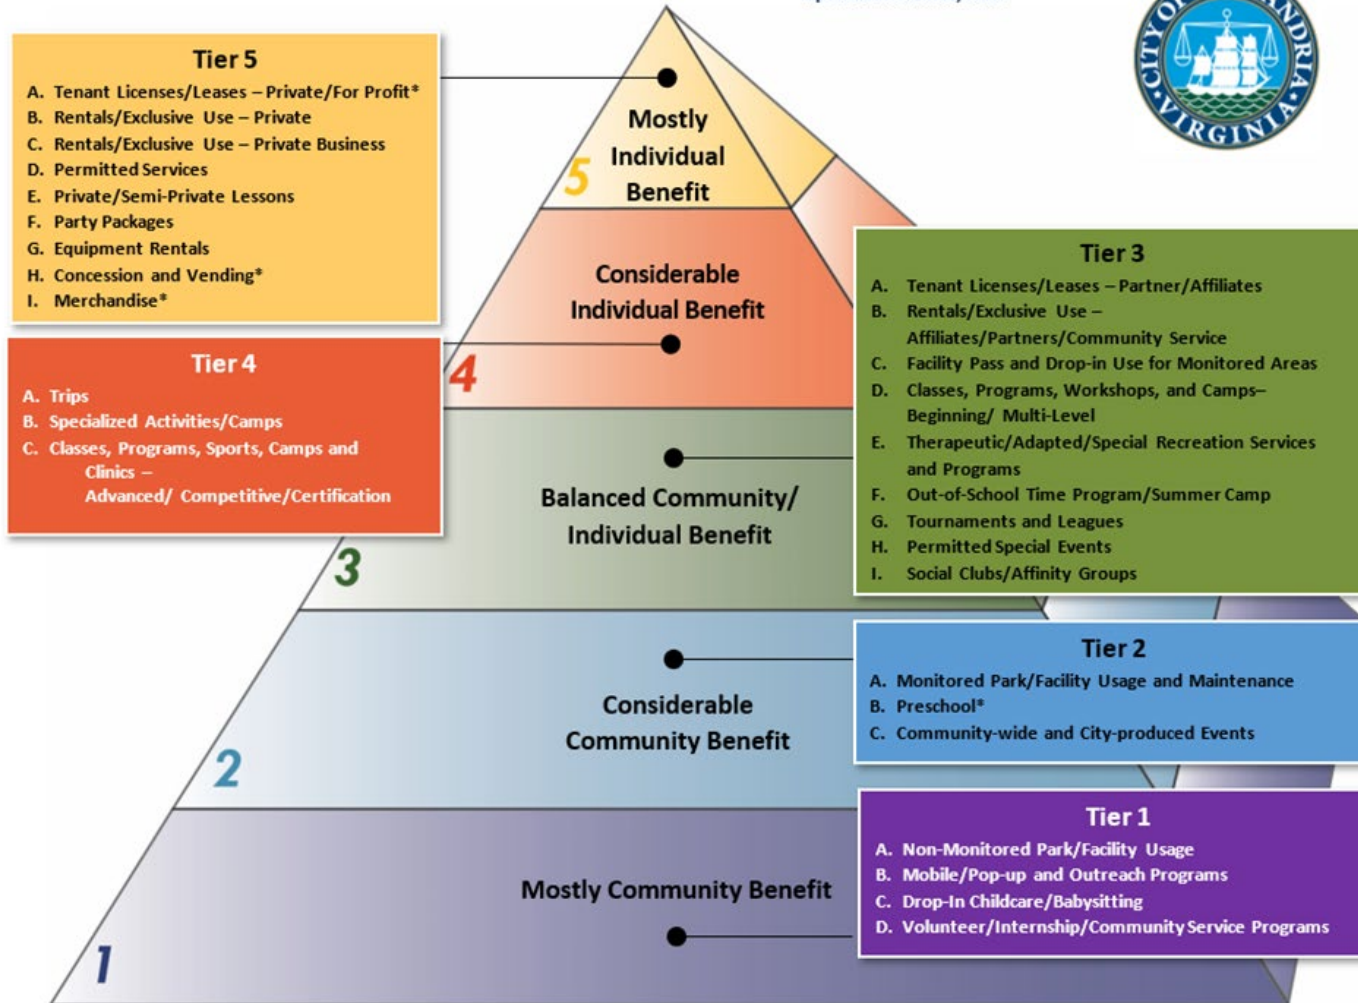 Tier 5
A. Tenant Licenses/Leases – Private/For Profit*
B. Rentals/Exclusive Use – Private
C. Rentals/Exclusive Use – Private Business
D. Permitted Services
E. Private/Semi-Private Lessons
F. Party Packages
G. Equipment Rentals
H. Concession and Vending*
I. Merchandise*
Mostly
Individual
Benefit
5
VIRGINIA
Tier 4
A. Trips
B. Specialized Activities/Camps
C. Classes, Programs, Sports, Camps and
Clinics –
Advanced/ Competitive/Certification
Considerable
Individual Benefit
4
Tier 3
A. Tenant Licenses/Leases – Partner/Affiliates
B. Rentals/Exclusive Use –
Affiliates/Partners/Community Service
C. Facility Pass and Drop-in Use for Monitored Areas
D. Classes, Programs, Workshops, and Camps–
Beginning/ Multi-Level
E. Therapeutic/Adapted/Special Recreation Services
and Programs
F. Out-of-School Time Program/Summer Camp
G. Tournaments and Leagues
H. Permitted Special Events
I. Social Clubs/Affinity Groups
Balanced Community/
Individual Benefit
3
Tier 2
A. Monitored Park/Facility Usage and Maintenance
B. Preschool*
C. Community-wide and City-produced Events
Considerable
Community Benefit
2
Tier 1
A. Non-Monitored Park/Facility Usage
B. Mobile/Pop-up and Outreach Programs
C. Drop-In Childcare/Babysitting
D. Volunteer/Internship/Community Service Programs
Mostly Community Benefit
1